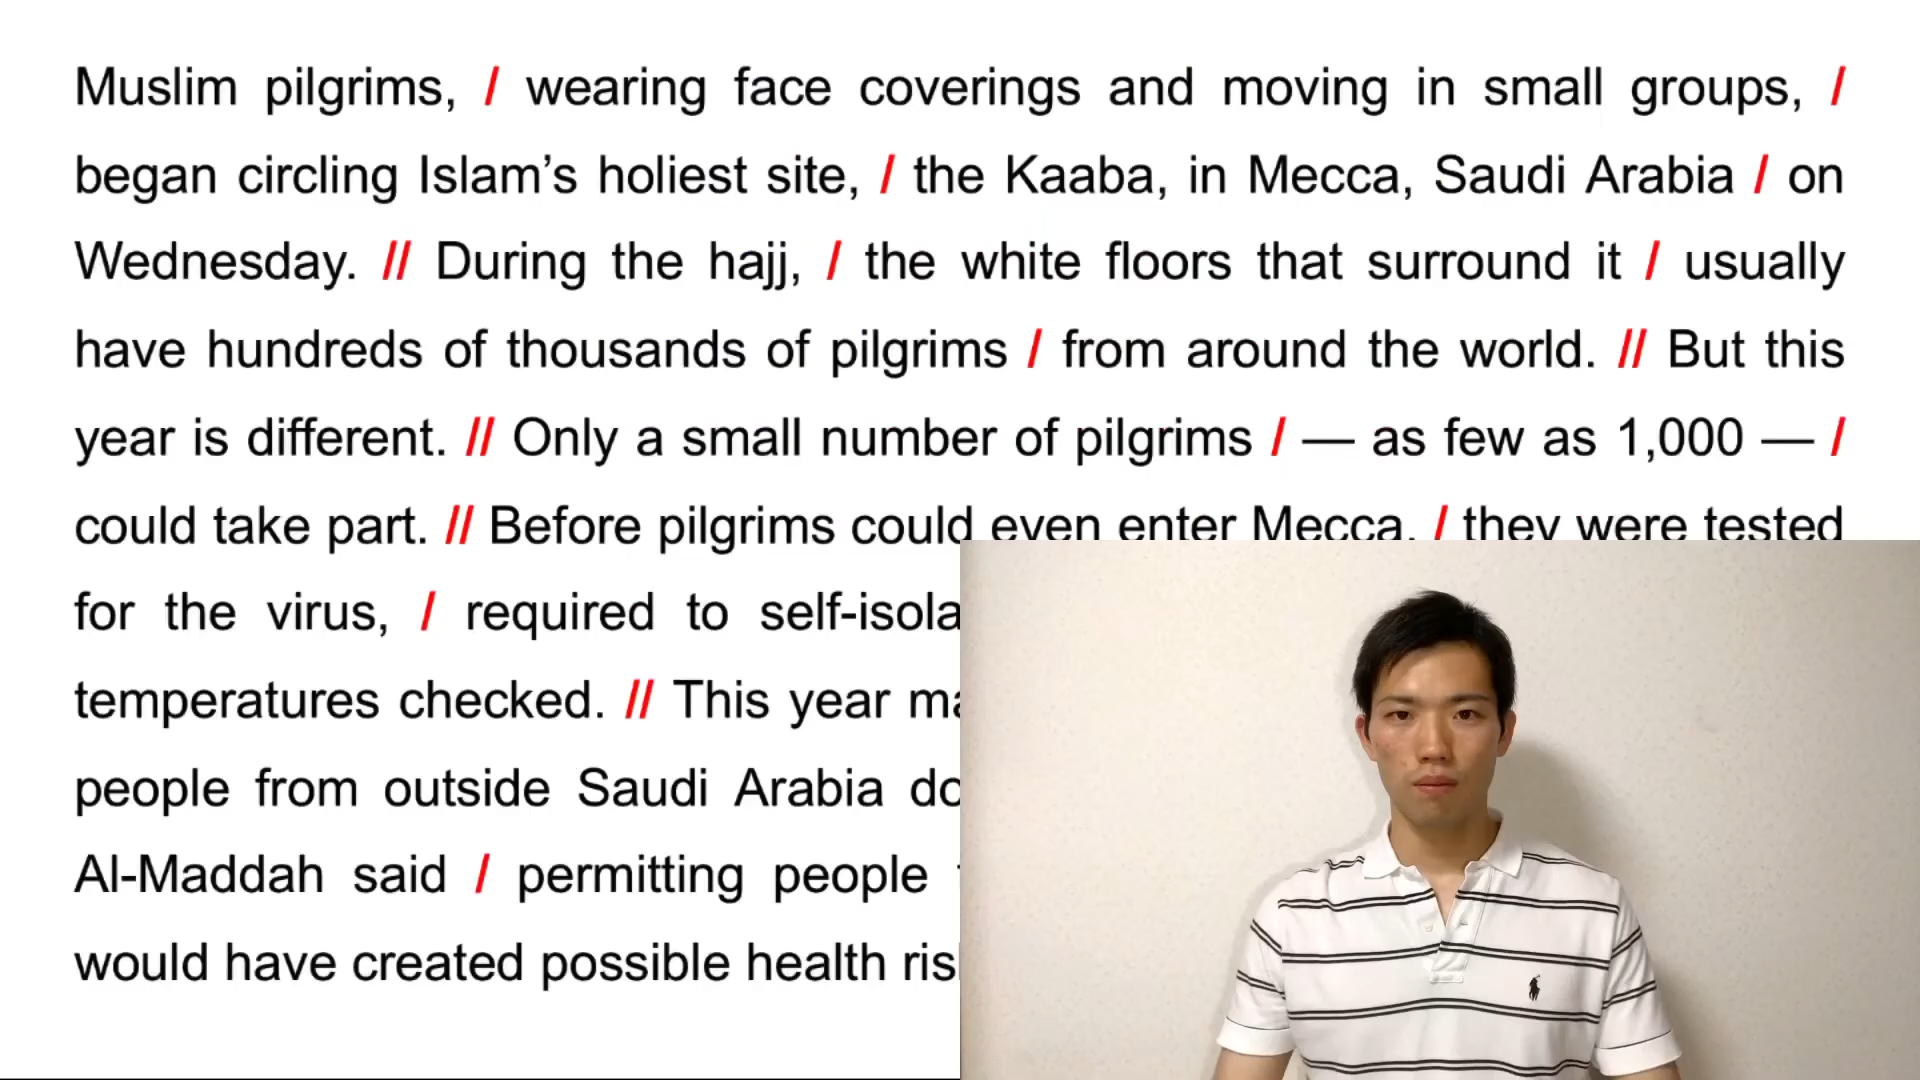 Muslim pilgrims, / wearing face coverings and moving in small groups, /
began circling Islam’s holiest site, / the Kaaba, in Mecca, Saudi Arabia / on
Wednesday. // During the hajj, / the white floors that surround it / usually
have hundreds of thousands of pilgrims / from around the world. // But this
year is different. // Only a small number of pilgrims / — as few as 1,000 — /
could take part. // Before pilgrims could even enter Mecca, / they were tested
for the virus, / required to
temperatures checked. // This year
people from outside Saudi Arabia
Al-Maddah said / permitting people
would have created possible health